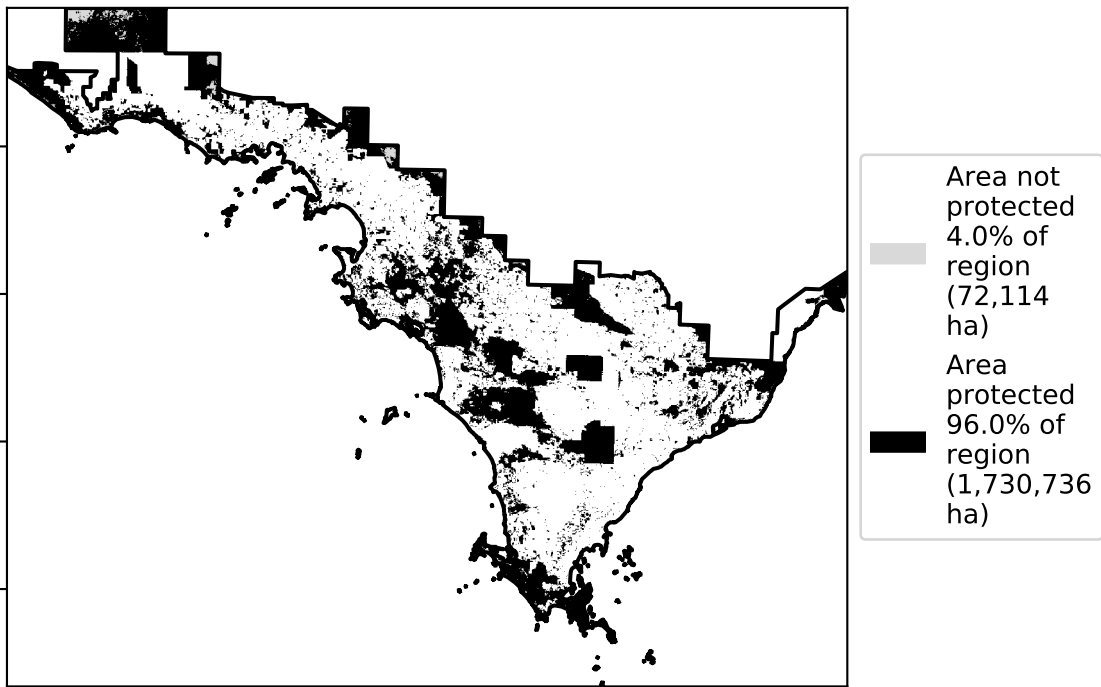 Area not
protected
4.0% of
region
(72,114
ha)
Area
protected
96.0% of
region
(1,730,736
ha)